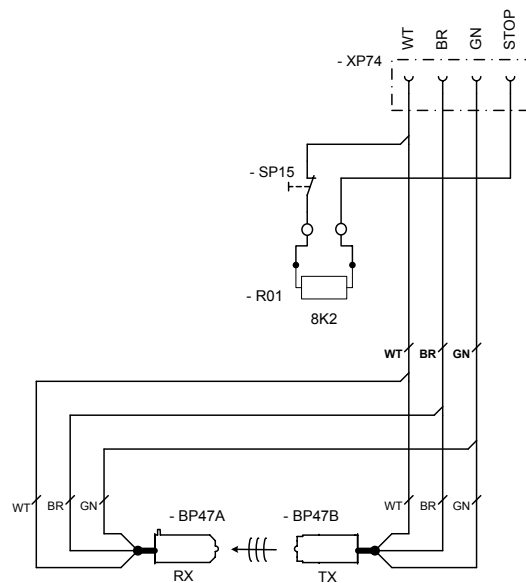 WT BR GN STOP
- XP74
- SP15
- R01
8K2
WT BR GN
WT BR GN WT BR GN
- BP47A - BP47B
RX TX